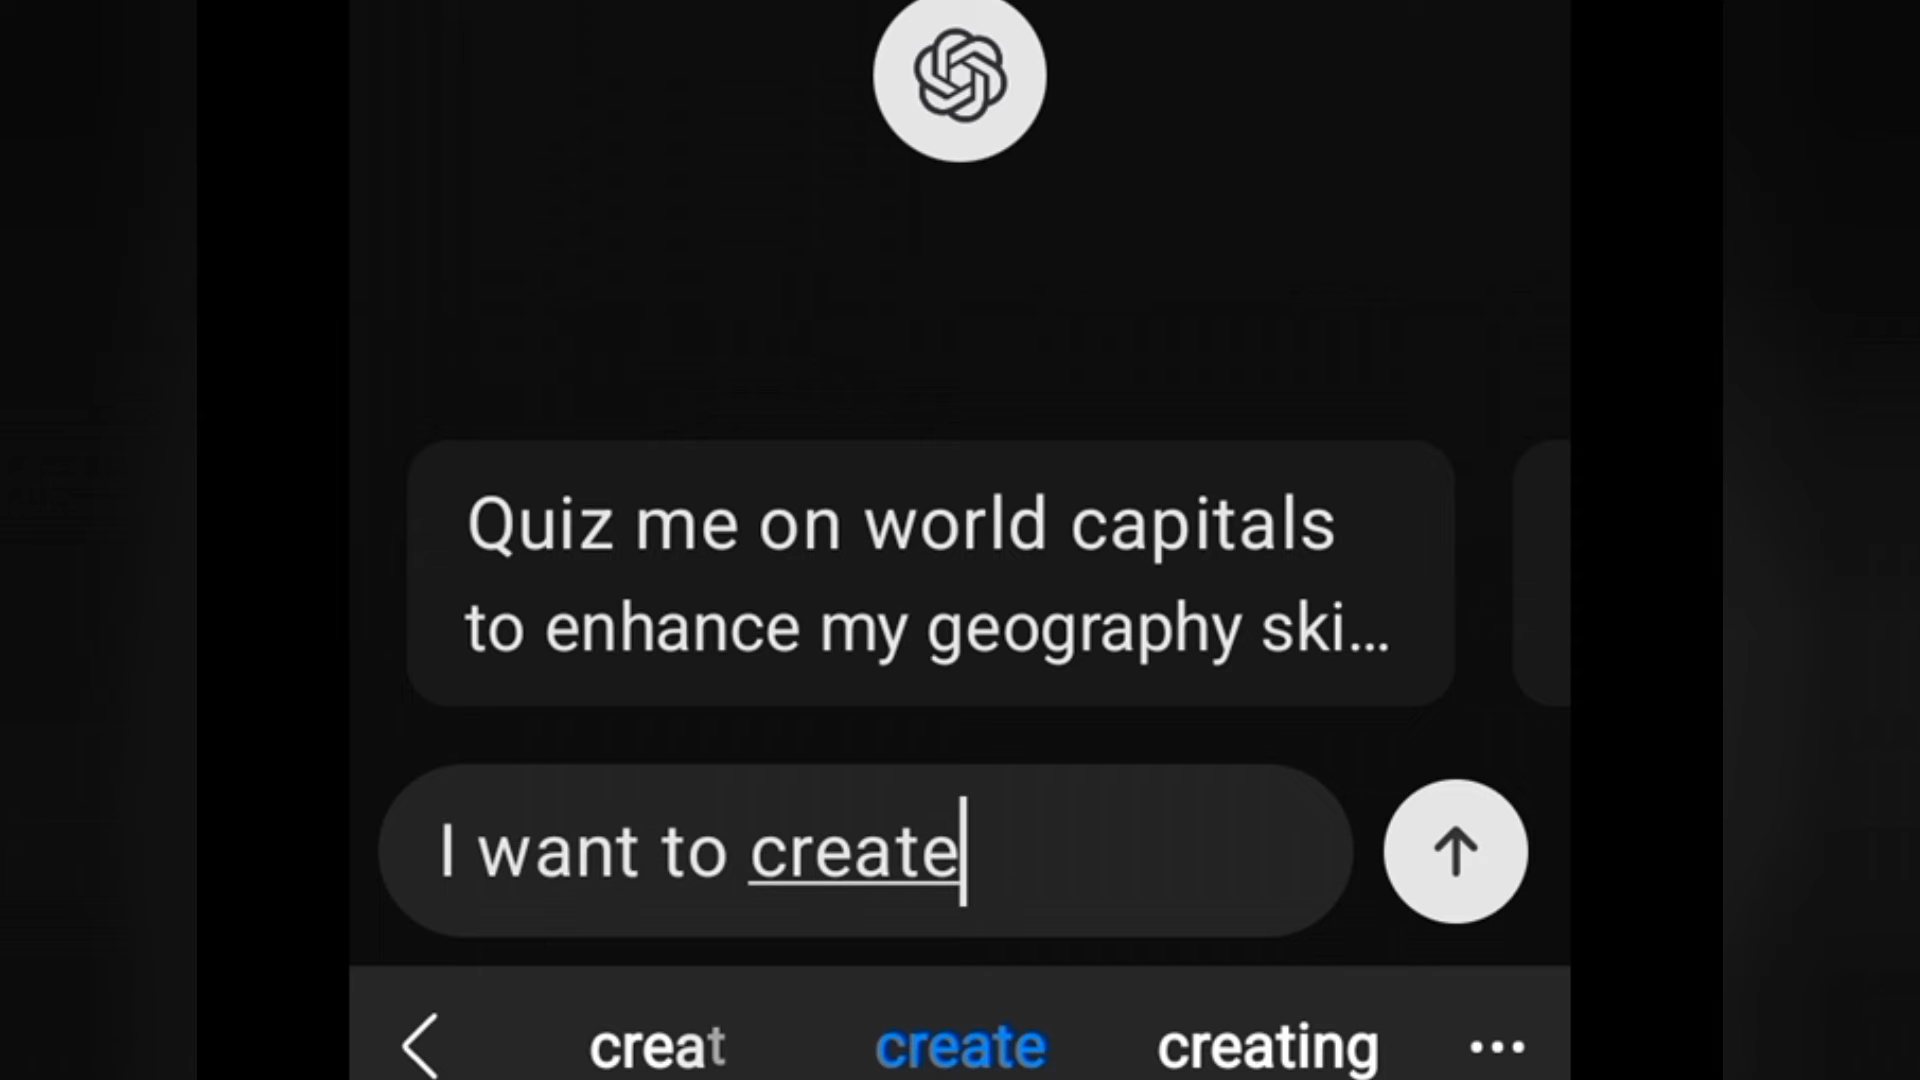 Quiz me on world capitals
to enhance my geography ski...
I want to create
creat create creating